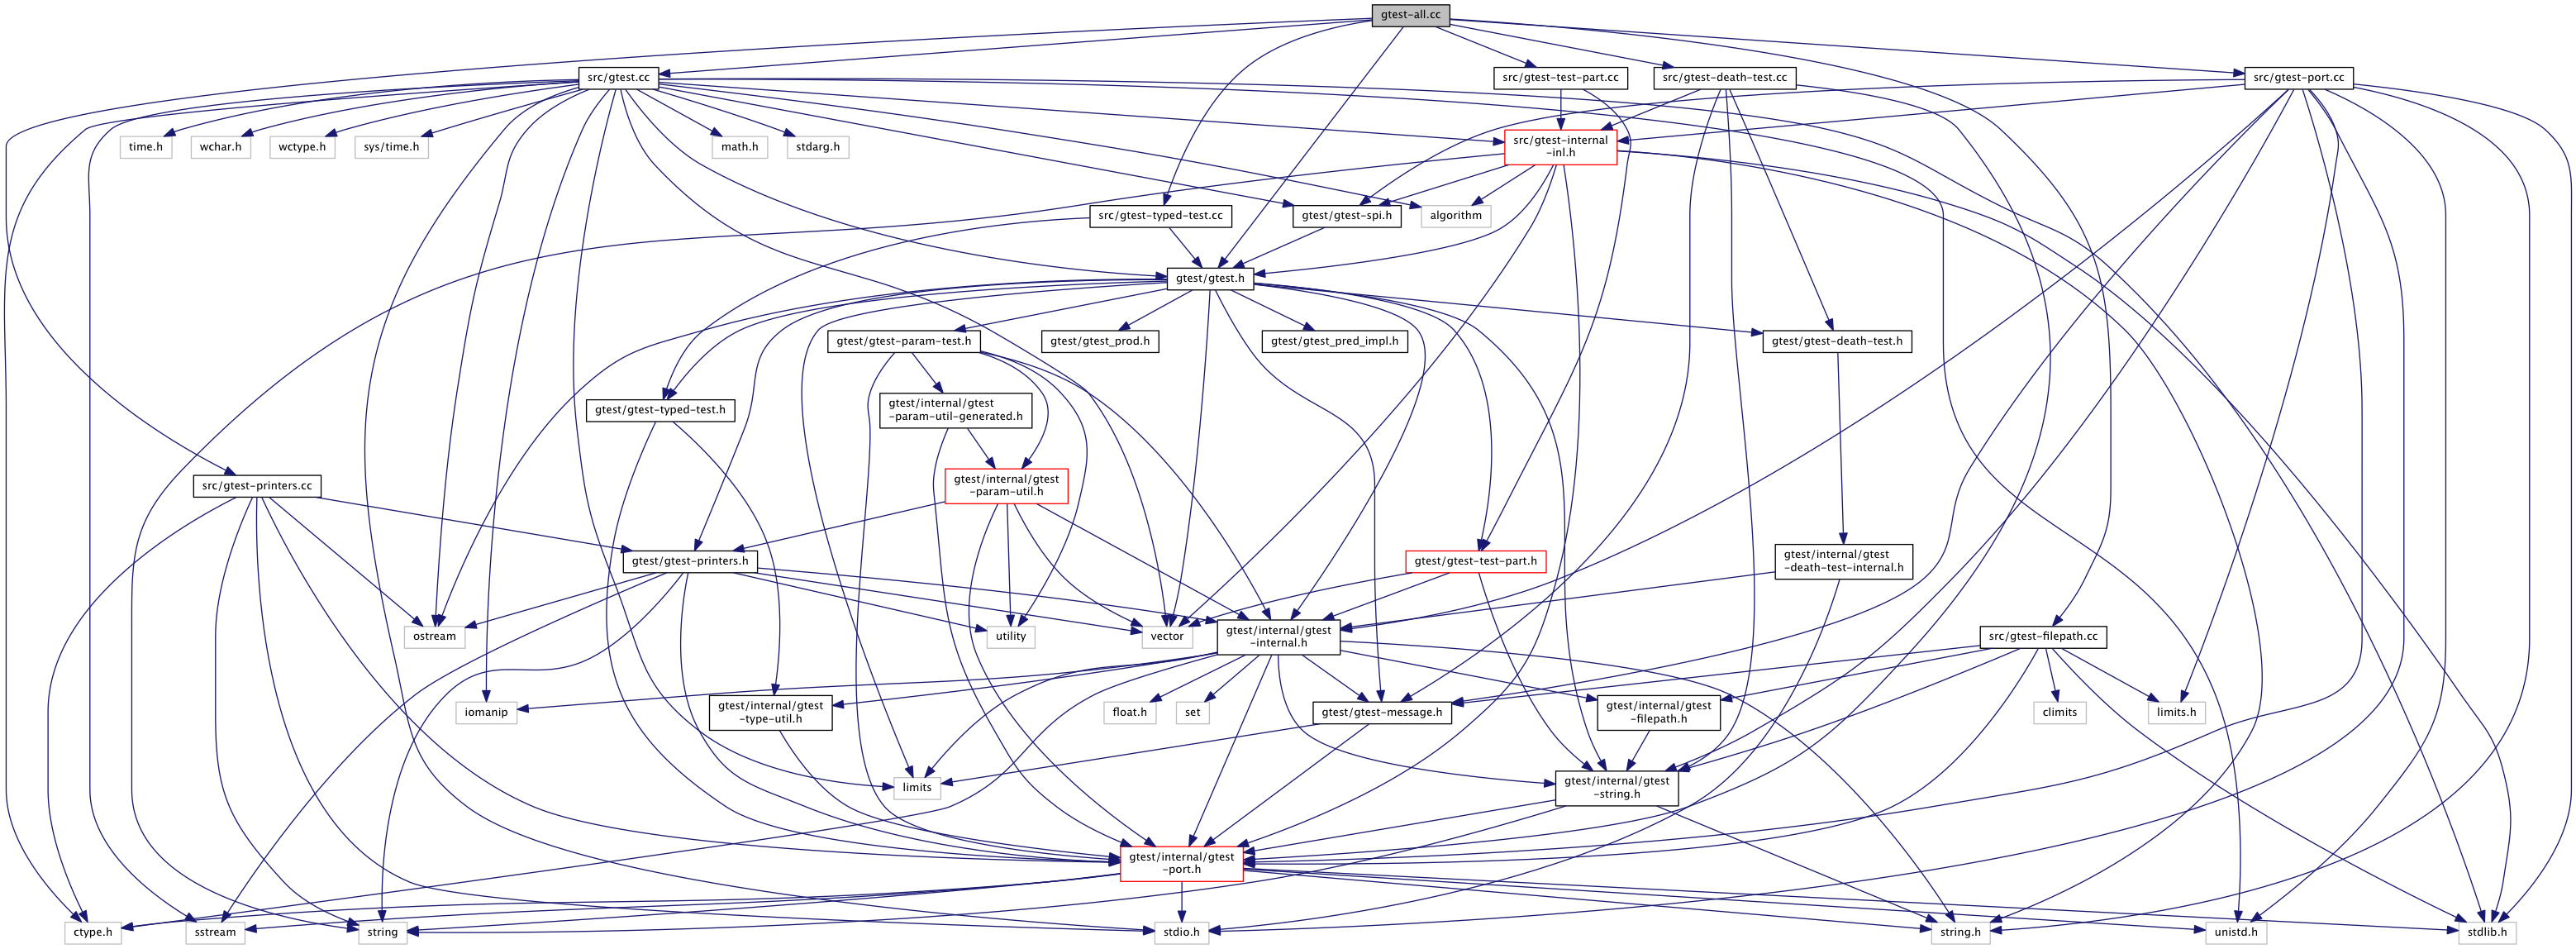 gtest-all.cc
src/gtest.cc
src/gtest-test-part.cc
src/gtest-death-test.cc
src/gtest-port.cc
time.h
wchar.h
wctype.h
sys/time.h
math.h
stdarg.h
src/gtest-internal
-inl.h
src/gtest-typed-test.cc
gtest/gtest-spi.h
algorithm
gtest/gtest.h
gtest/gtest-param-test.h
gtest/gtest_prod.h
gtest/gtest_pred_impl.h
gtest/gtest-death-test.h
gtest/gtest-typed-test.h
gtest/internal/gtest
-param-util-generated.h
src/gtest-printers.cc
gtest/internal/gtest
-param-util.h
gtest/gtest-printers.h
gtest/gtest-test-part.h
gtest/internal/gtest
-death-test-internal.h
ostream
utility
vector
gtest/internal/gtest
-internal.h
src/gtest-filepath.cc
iomanip
gtest/internal/gtest
-type-util.h
float.h
set
gtest/gtest-message.h
gtest/internal/gtest
-filepath.h
climits
limits.h
limits
gtest/internal/gtest
-string.h
gtest/internal/gtest
-port.h
ctype.h
sstream
string
stdio.h
string.h
unistd.h
stdlib.h